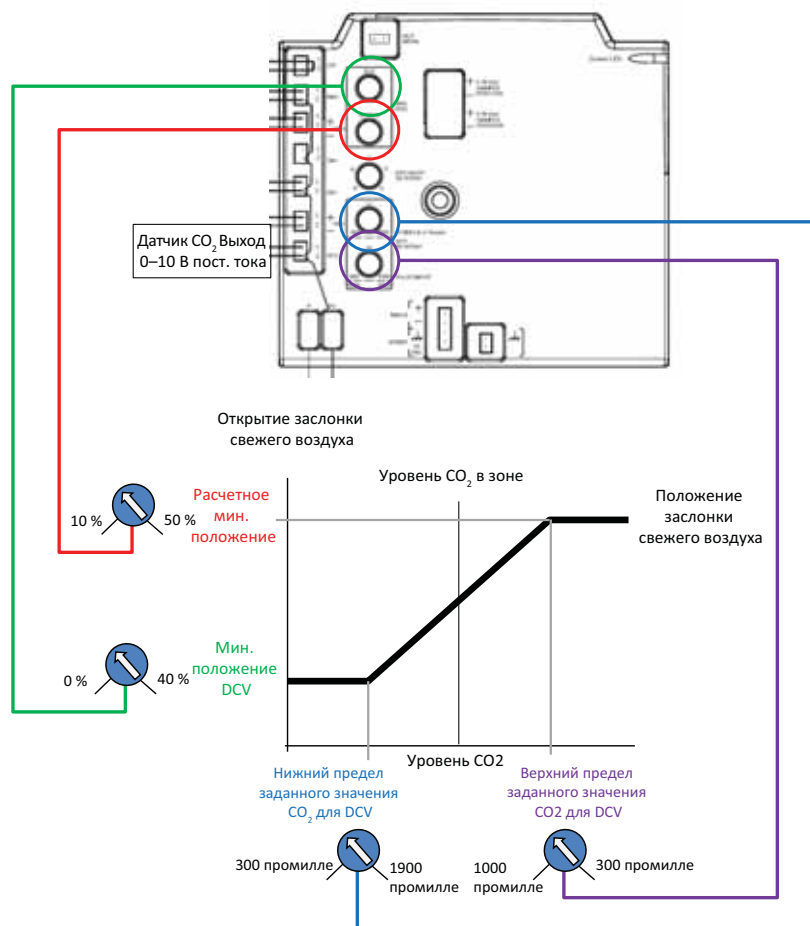 Датчик CO₂ Выход
0–10 В пост. тока
Открытие заслонки
свежего воздуха
Уровень CO₂ в зоне
Положение
заслонки
свежего воздуха
Расчетное
мин.
положение
10 %
50 %
Мин.
положение
DCV
0 %
40 %
Уровень CO2
Нижний предел
заданного значения
CO₂ для DCV
Верхний предел
заданного значения
CO2 для DCV
300 промилле
1900
промилле
1000
промилле
300 промилле